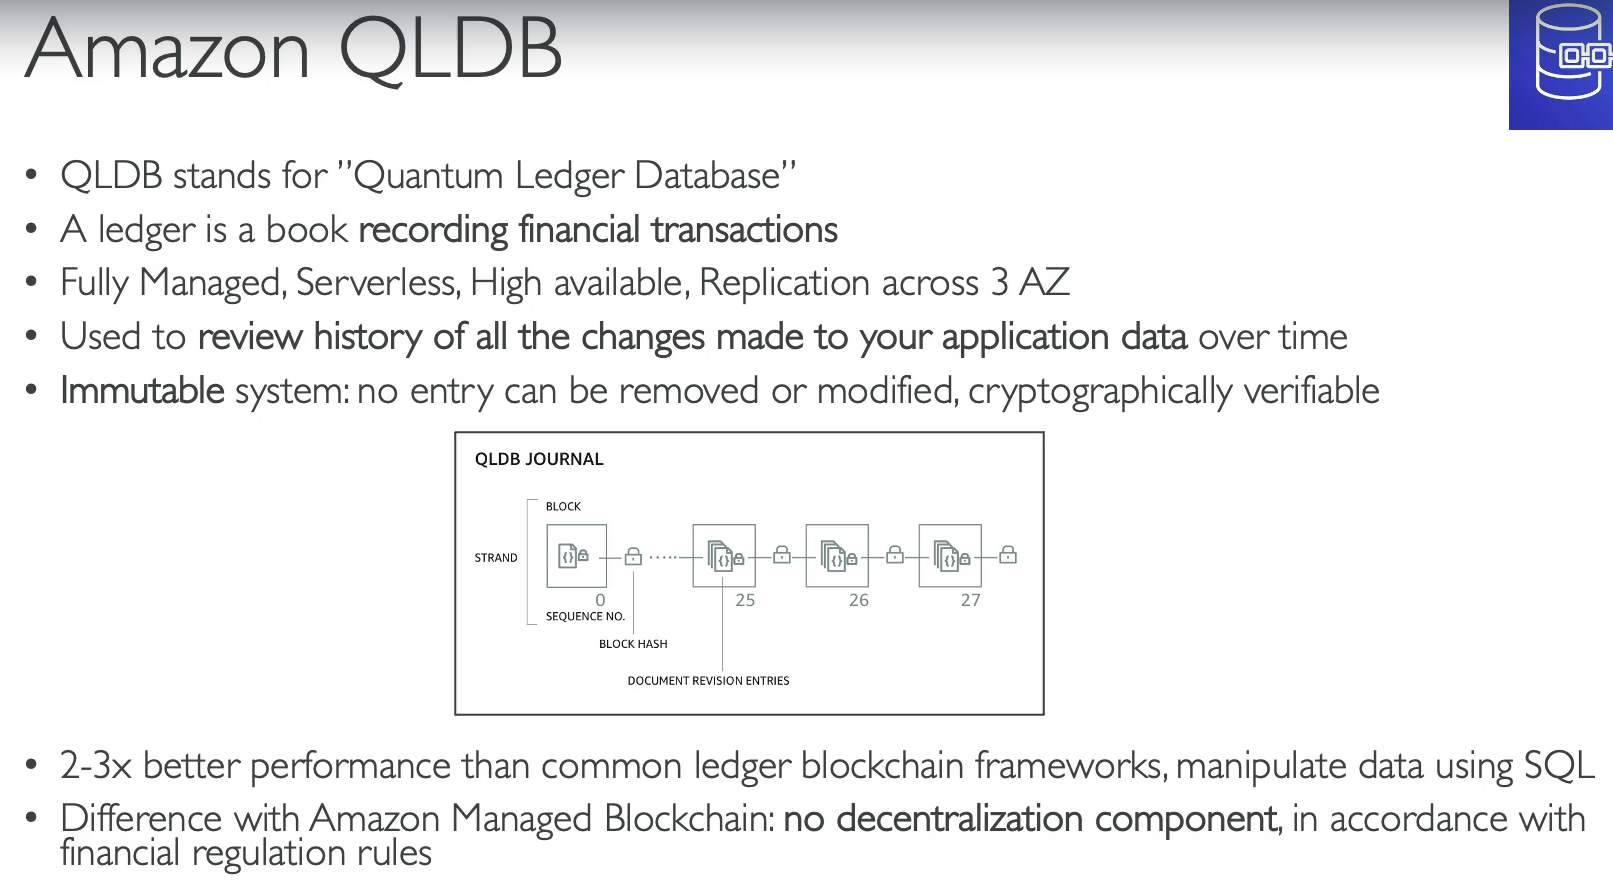 Amazon QLDB
• QLDB stands for ”Quantum Ledger Database”
• A ledger is a book recording financial transactions
• Fully Managed, Serverless, High available, Replication across 3 AZ
• Used to review history of all the changes made to your application data over time
• Immutable system: no entry can be removed or modified, cryptographically verifiable
QLDB JOURNAL
BLOCK
STRAND
0
25
26
27
SEQUENCE NO.
BLOCK HASH
DOCUMENT REVISION ENTRIES
• 2-3x better performance than common ledger blockchain frameworks, manipulate data using SQL
• Difference with Amazon Managed Blockchain: no decentralization component, in accordance with
financial regulation rules